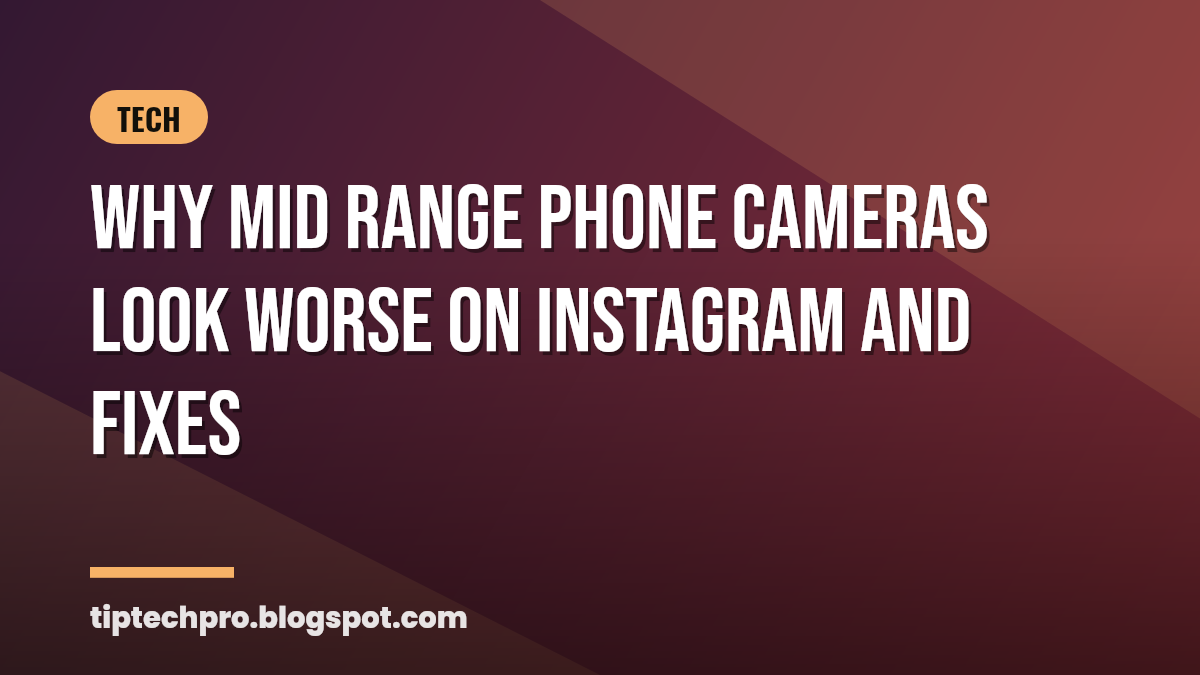 TECH
WHY MID RANGE PHONE CAMERAS
LOOK WORSE ON INSTAGRAM AND
FIXES
tiptechpro.blogspot.com